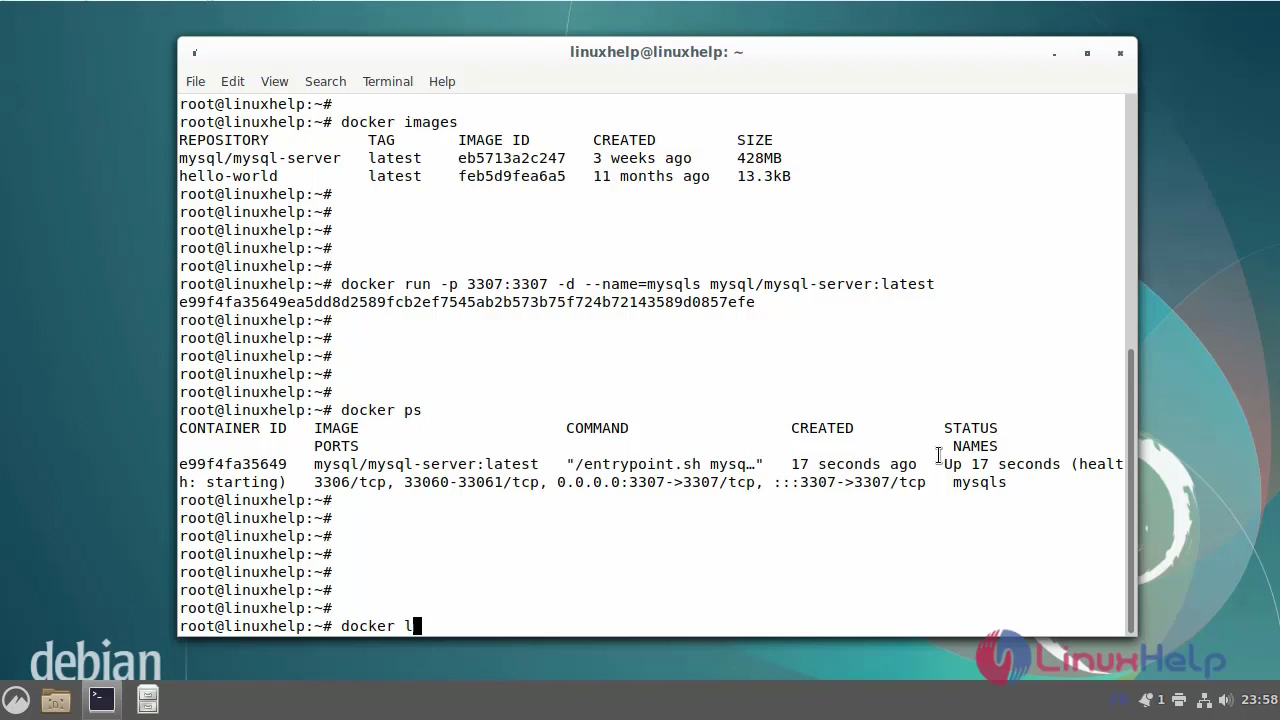 linuxhelp@linuxhelp: ~
File Edit View Search Terminal Help
root@linuxhelp:~#
root@linuxhelp:~# docker images
REPOSITORY TAG IMAGE ID CREATED SIZE
mysql/mysql-server latest eb5713a2c247 3 weeks ago 428MB
hello-world latest feb5d9fea6a5 11 months ago 13.3kB
root@linuxhelp:~#
root@linuxhelp:~#
root@linuxhelp:~#
root@linuxhelp:~#
root@linuxhelp:~#
root@linuxhelp:~# docker run -p 3307:3307 -d --name=mysqls mysql/mysql-server:latest
e99f4fa35649ea5dd8d2589fcb2ef7545ab2b573b75f724b72143589d0857efe
root@linuxhelp:~#
root@linuxhelp:~#
root@linuxhelp:~#
root@linuxhelp:~#
root@linuxhelp:~#
root@linuxhelp:~# docker ps
CONTAINER ID IMAGE COMMAND CREATED STATUS
PORTS NAMES
e99f4fa35649 mysql/mysql-server:latest "/entrypoint.sh mysq…" 17 seconds ago Up 17 seconds (healt
h: starting) 3306/tcp, 33060-33061/tcp, 0.0.0.0:3307->3307/tcp, :::3307->3307/tcp mysqls
root@linuxhelp:~#
root@linuxhelp:~#
root@linuxhelp:~#
root@linuxhelp:~#
root@linuxhelp:~#
root@linuxhelp:~#
root@linuxhelp:~#
root@linuxhelp:~# docker l
debian
LinuxHelp
1 23:58